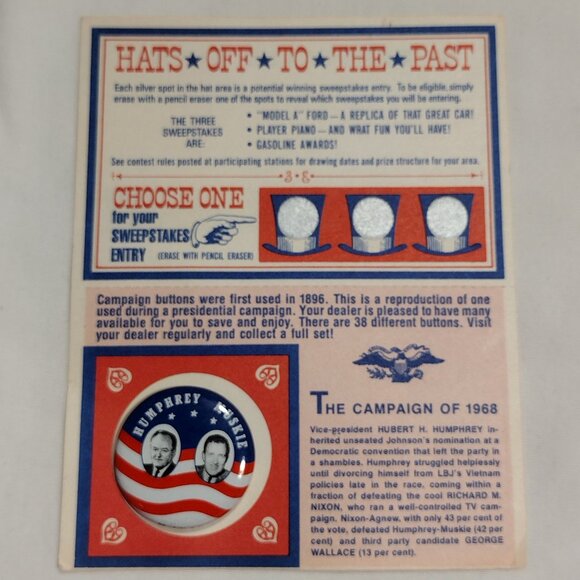 HATS★OFF★TO★THE★PAST
Each silver spot in the hat area is a potential winning sweepstakes entry. To be eligible, simply
erase with a pencil eraser one of the spots to reveal which sweepstakes you will be entering.
THE THREE
SWEEPSTAKES
ARE:
• "MODEL A" FORD — A REPLICA OF THAT GREAT CAR!
• PLAYER PIANO — AND WHAT FUN YOU'LL HAVE!
• GASOLINE AWARDS!
See contest rules posted at participating stations for drawing dates and prize structure for your area.
CHOOSE ONE
for your
SWEEPSTAKES
ENTRY (ERASE WITH PENCIL ERASER)
Campaign buttons were first used in 1896. This is a reproduction of one
used during a presidential campaign. Your dealer is pleased to have many
available for you to save and enjoy. There are 38 different buttons. Visit
your dealer regularly and collect a full set!
HUMPHREY MUSKIE
THE CAMPAIGN OF 1968
Vice-president HUBERT H. HUMPHREY in-
herited unseated Johnson's nomination at a
Democratic convention that left the party in
a shambles. Humphrey struggled helplessly
until divorcing himself from LBJ's Vietnam
policies late in the race, coming within a
fraction of defeating the cool RICHARD M.
NIXON, who ran a well-controlled TV cam-
paign. Nixon-Agnew, with only 43 per cent of
the vote, defeated Humphrey-Muskie (42 per
cent) and third party candidate GEORGE
WALLACE (13 per cent).